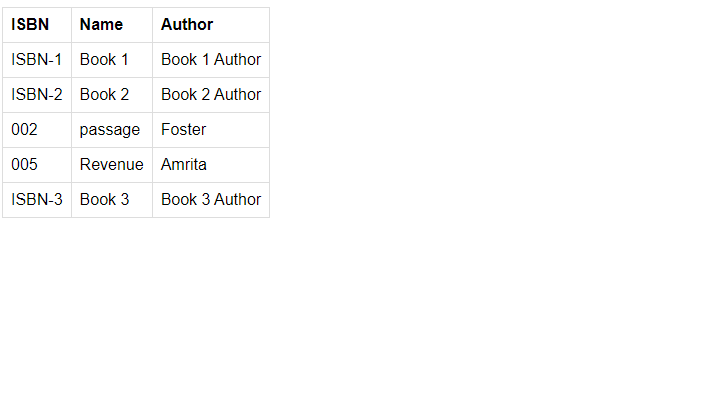 ISBN Name Author
ISBN-1 Book 1 Book 1 Author
ISBN-2 Book 2 Book 2 Author
002 passage Foster
005 Revenue Amrita
ISBN-3 Book 3 Book 3 Author